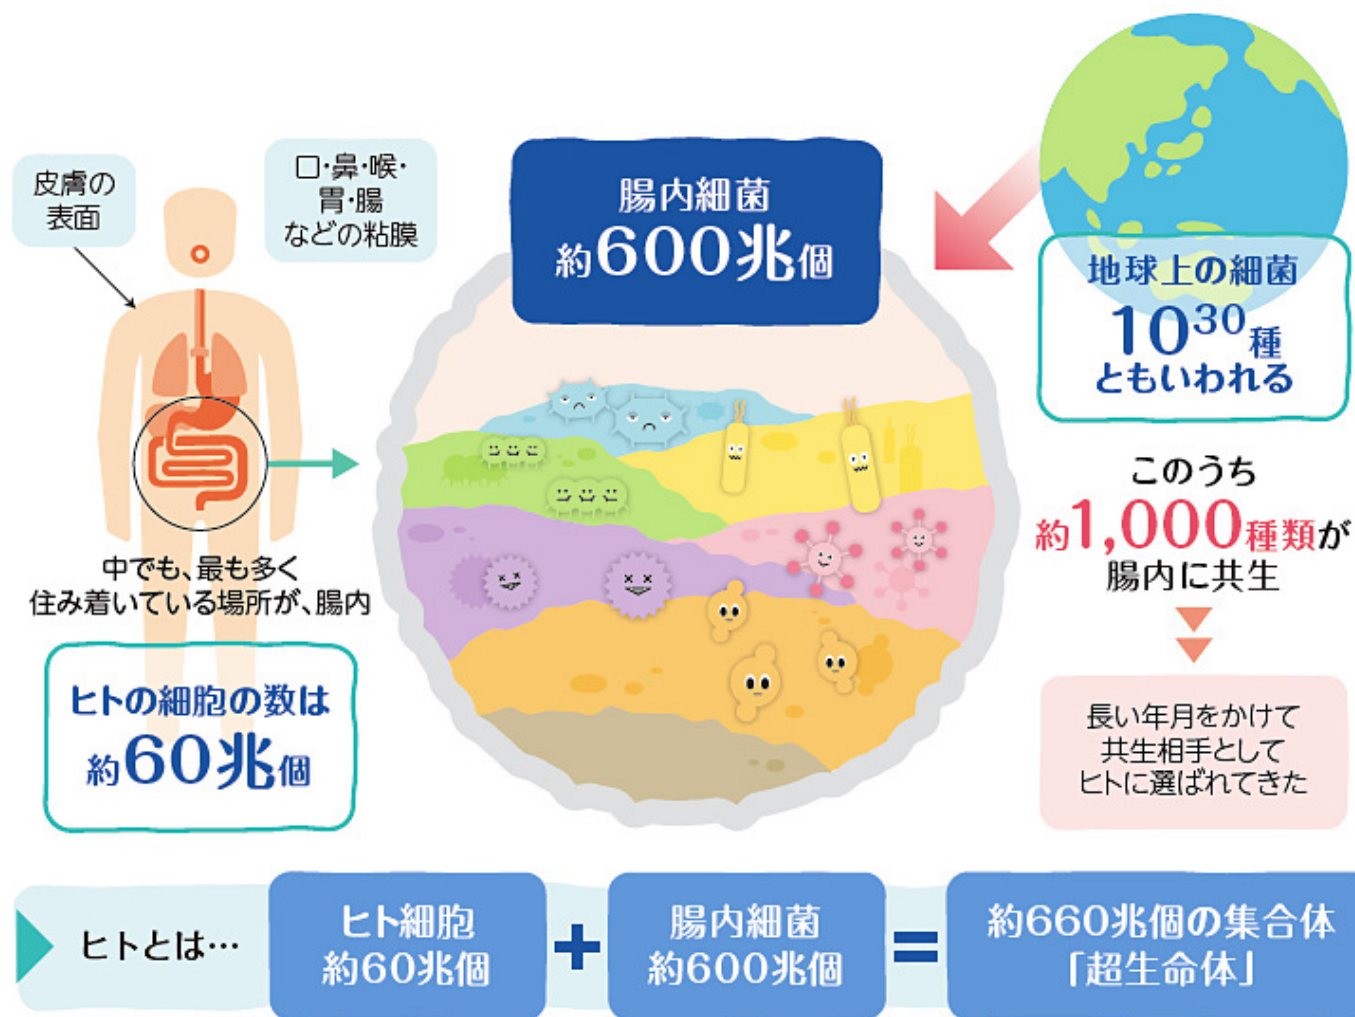 皮膚の
表面
口・鼻・喉・
胃・腸
などの粘膜
腸内細菌
約600兆個
地球上の細菌
10³⁰種
ともいわれる
このうち
約1,000種類が
腸内に共生
中でも、最も多く
住み着いている場所が、腸内
ヒトの細胞の数は
約60兆個
長い年月をかけて
共生相手として
ヒトに選ばれてきた
ヒトとは…
ヒト細胞
約60兆個
+
腸内細菌
約600兆個
=
約660兆個の集合体
「超生命体」